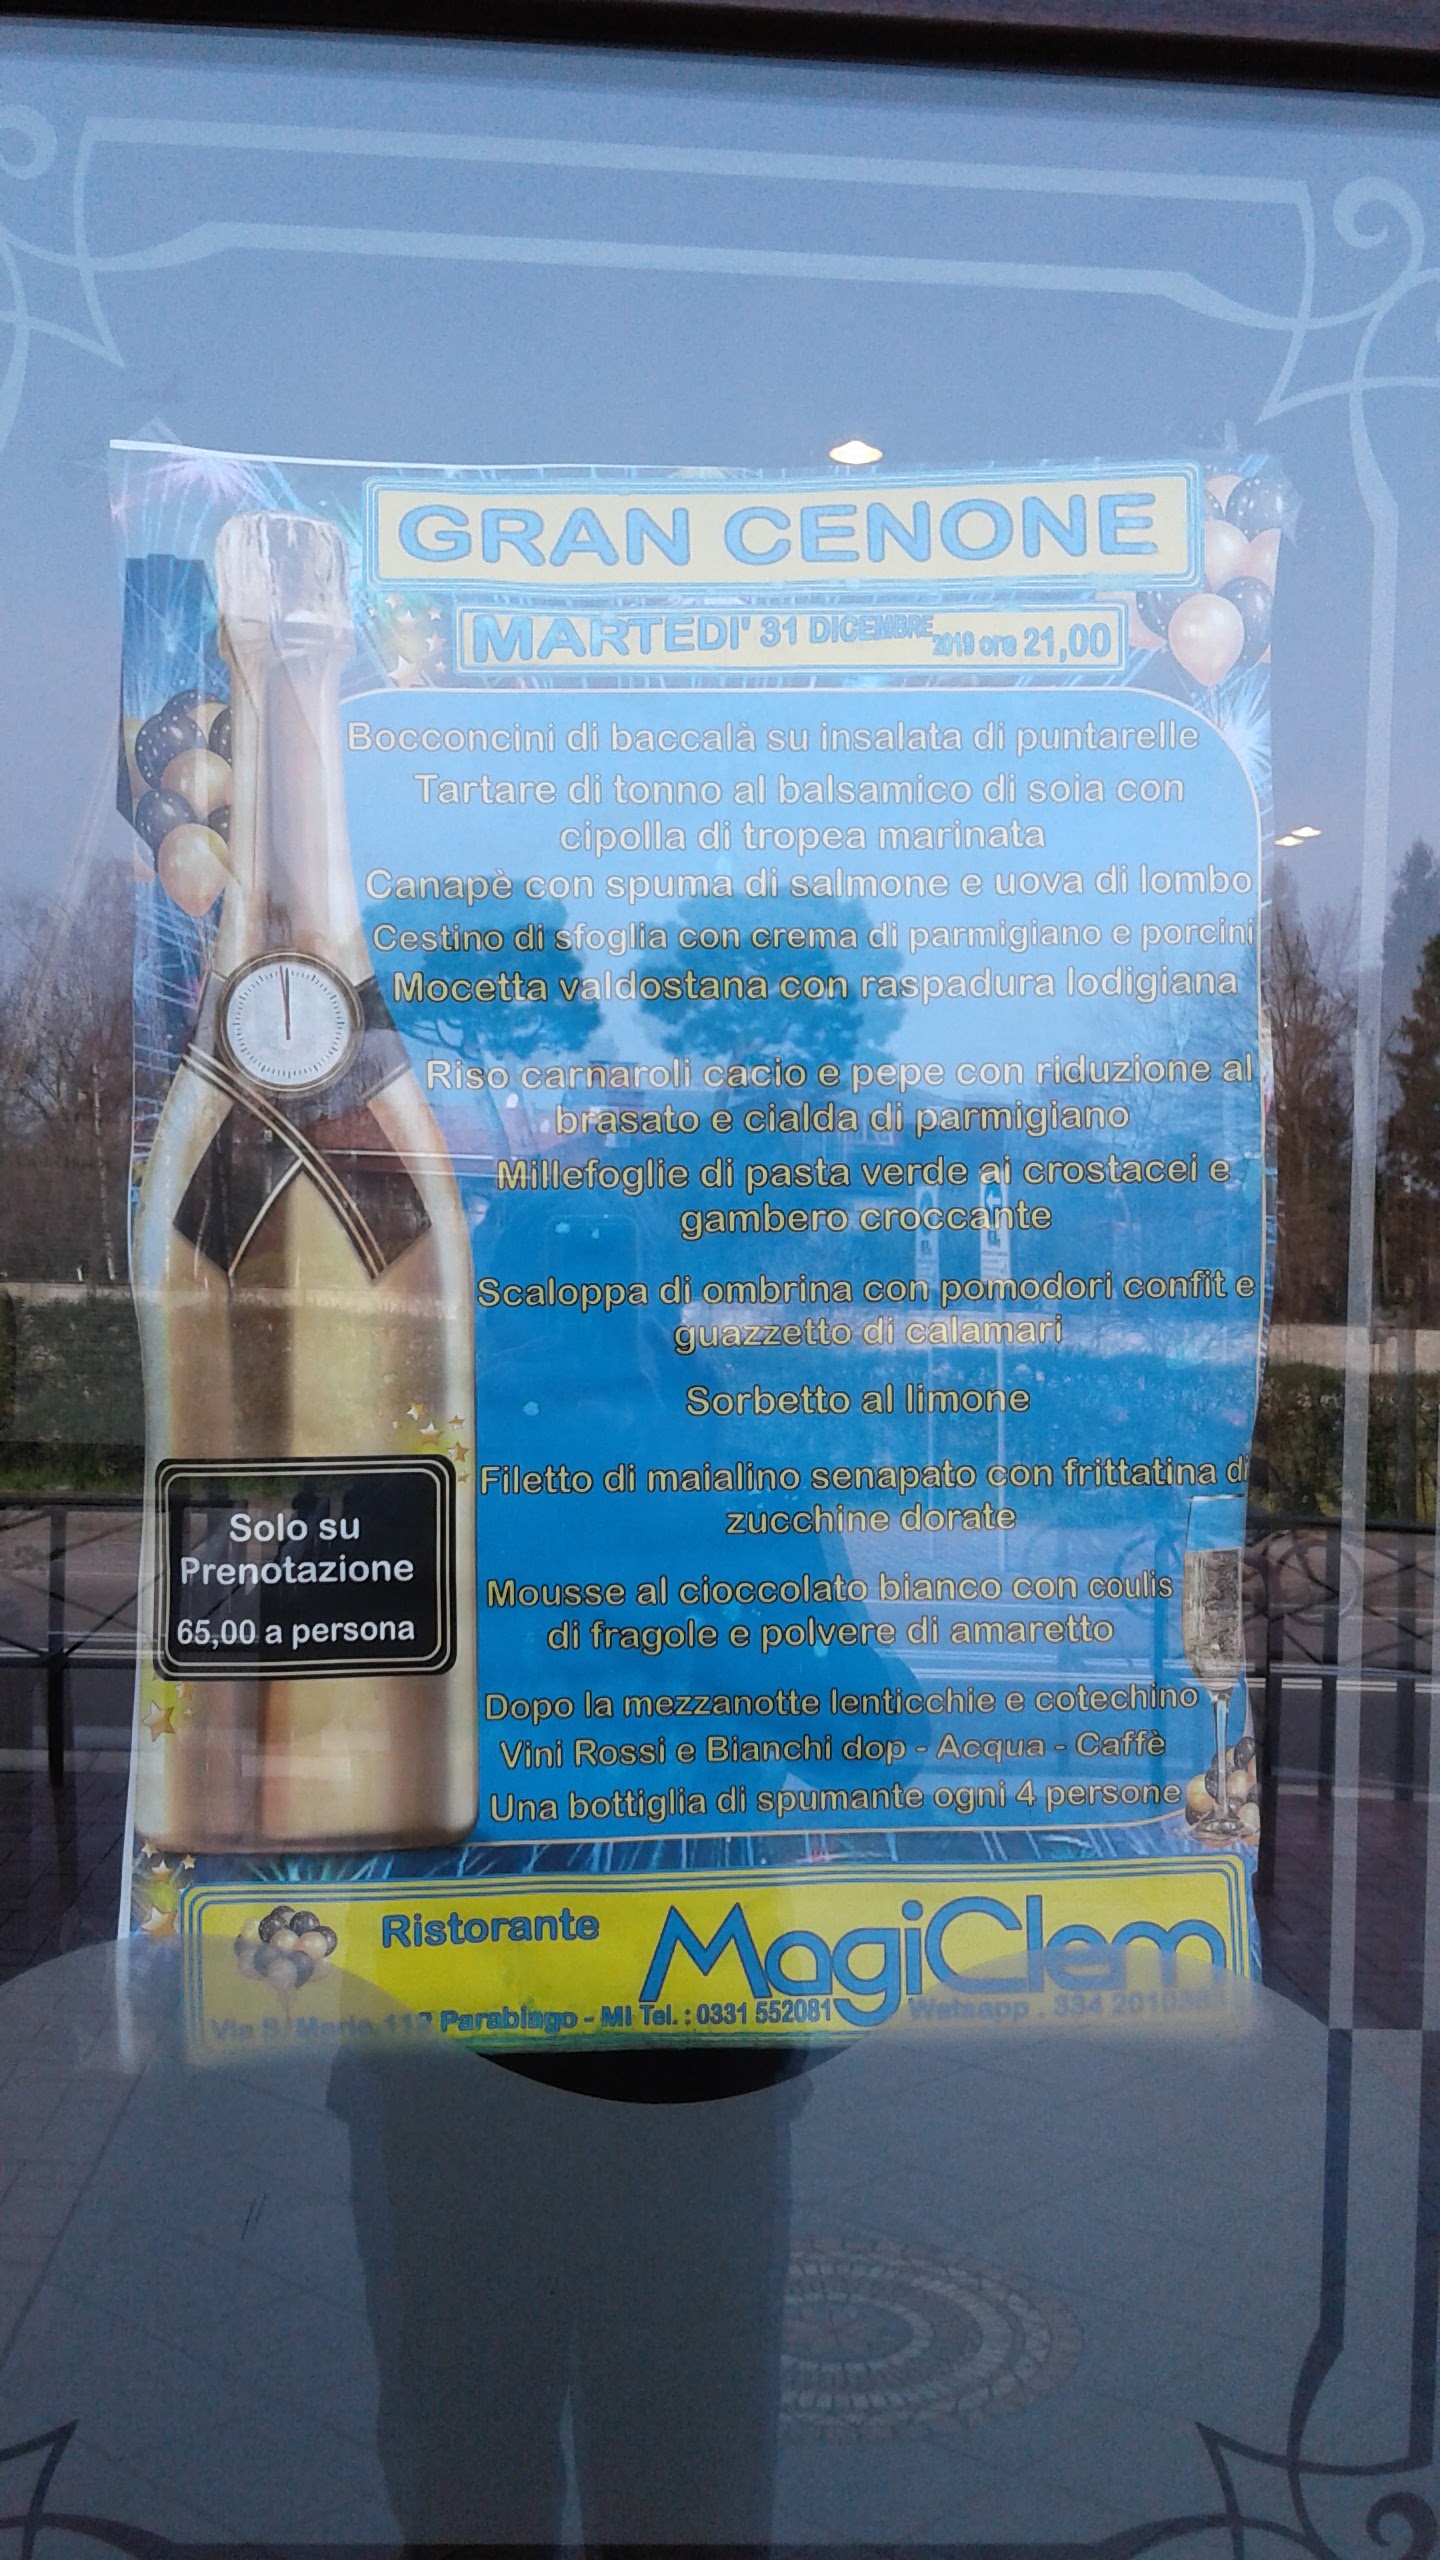 GRAN CENONE
MARTEDI' 31 DICEMBRE 2019 ore 21,00
Bocconcini di baccalà su insalata di puntarelle
Tartare di tonno al balsamico di soia con
cipolla di tropea marinata
Canapè con spuma di salmone e uova di lombo
Cestino di sfoglia con crema di parmigiano e porcini
Mocetta valdostana con raspadura lodigiana
Riso carnaroli cacio e pepe con riduzione al
brasato e cialda di parmigiano
Millefoglie di pasta verde ai crostacei e
gambero croccante
Scaloppa di ombrina con pomodori confit e
guazzetto di calamari
Sorbetto al limone
Filetto di maialino senapato con frittatina di
zucchine dorate
Solo su
Prenotazione
65,00 a persona
Mousse al cioccolato bianco con coulis
di fragole e polvere di amaretto
Dopo la mezzanotte lenticchie e cotechino
Vini Rossi e Bianchi dop - Acqua - Caffè
Una bottiglia di spumante ogni 4 persone
Ristorante MagiClem
Via S. Maria Parabiago - MI Tel. : 0331 552081 Watsapp . 334